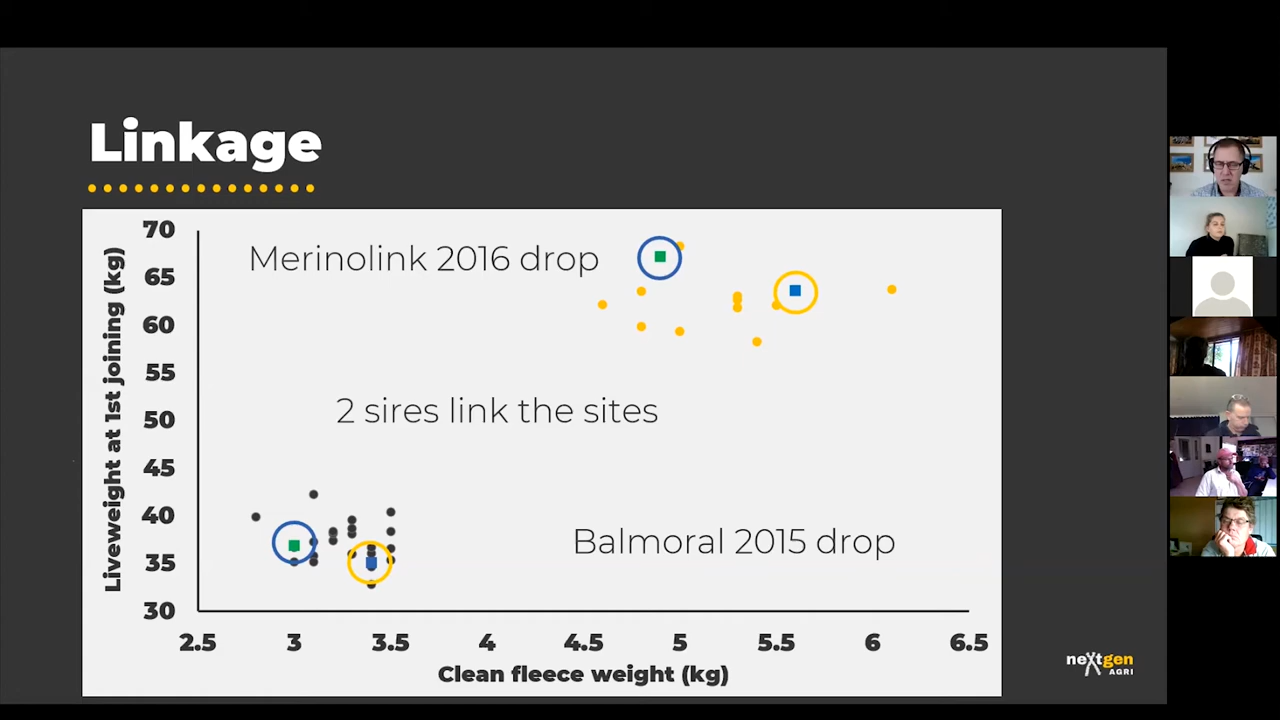 Linkage
Merinolink 2016 drop
2 sires link the sites
Balmoral 2015 drop
Liveweight at 1st joining (kg)
70
65
60
55
50
45
40
35
30
2.5 3 3.5 4 4.5 5 5.5 6 6.5
Clean fleece weight (kg)
nextgen
AGRI